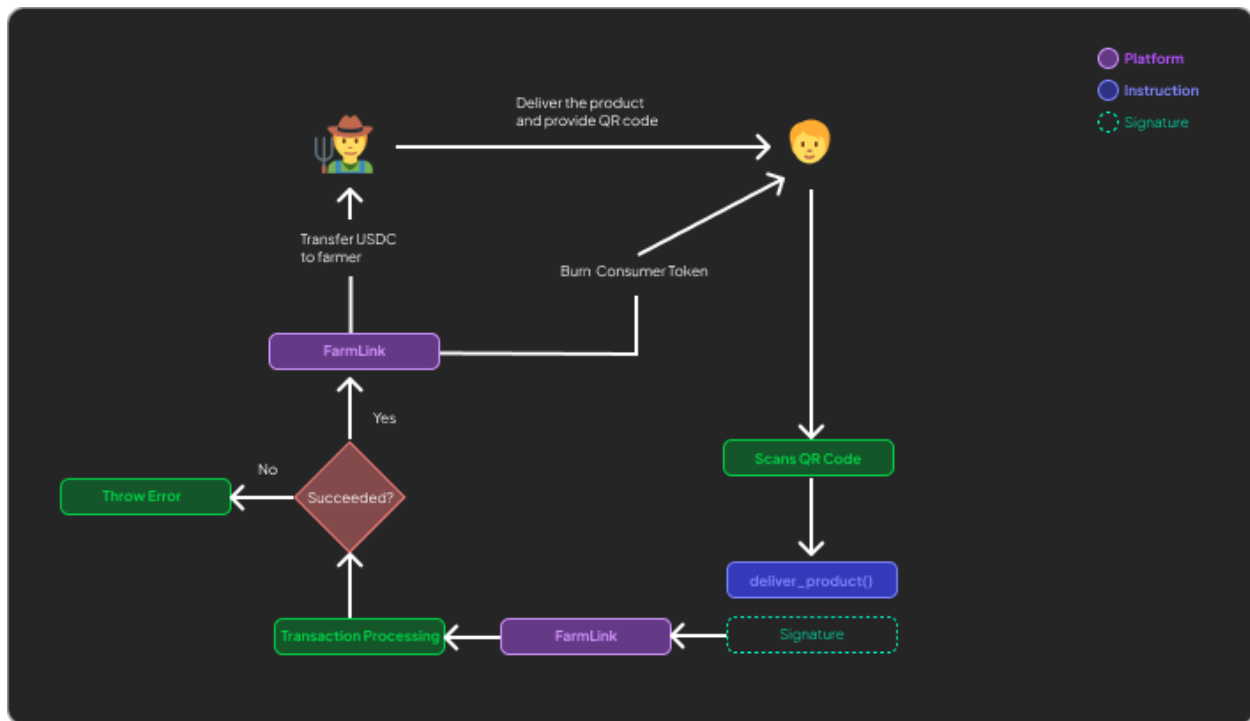 Platform
Instruction
Signature
Deliver the product
and provide QR code
Transfer USDC
to farmer
Burn Consumer Token
FarmLink
Yes
No
Throw Error
Succeeded?
Scans QR Code
deliver_product()
Signature
FarmLink
Transaction Processing